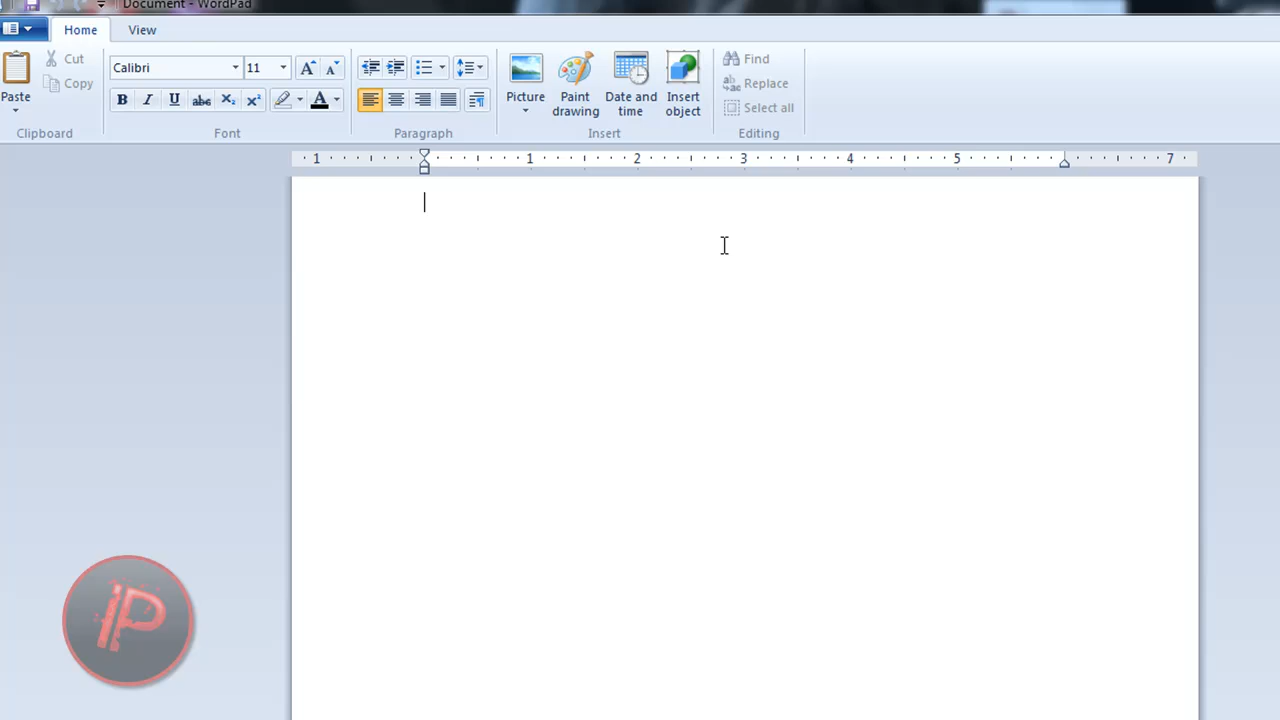 Document - WordPad
Home View
Paste
Cut
Copy
Clipboard
Calibri 11
A A
B I U abc X₂ X² A
Font
Paragraph
Picture
Paint drawing
Date and time
Insert object
Insert
Find
Replace
Select all
Editing
1 1 2 3 4 5 7
IP